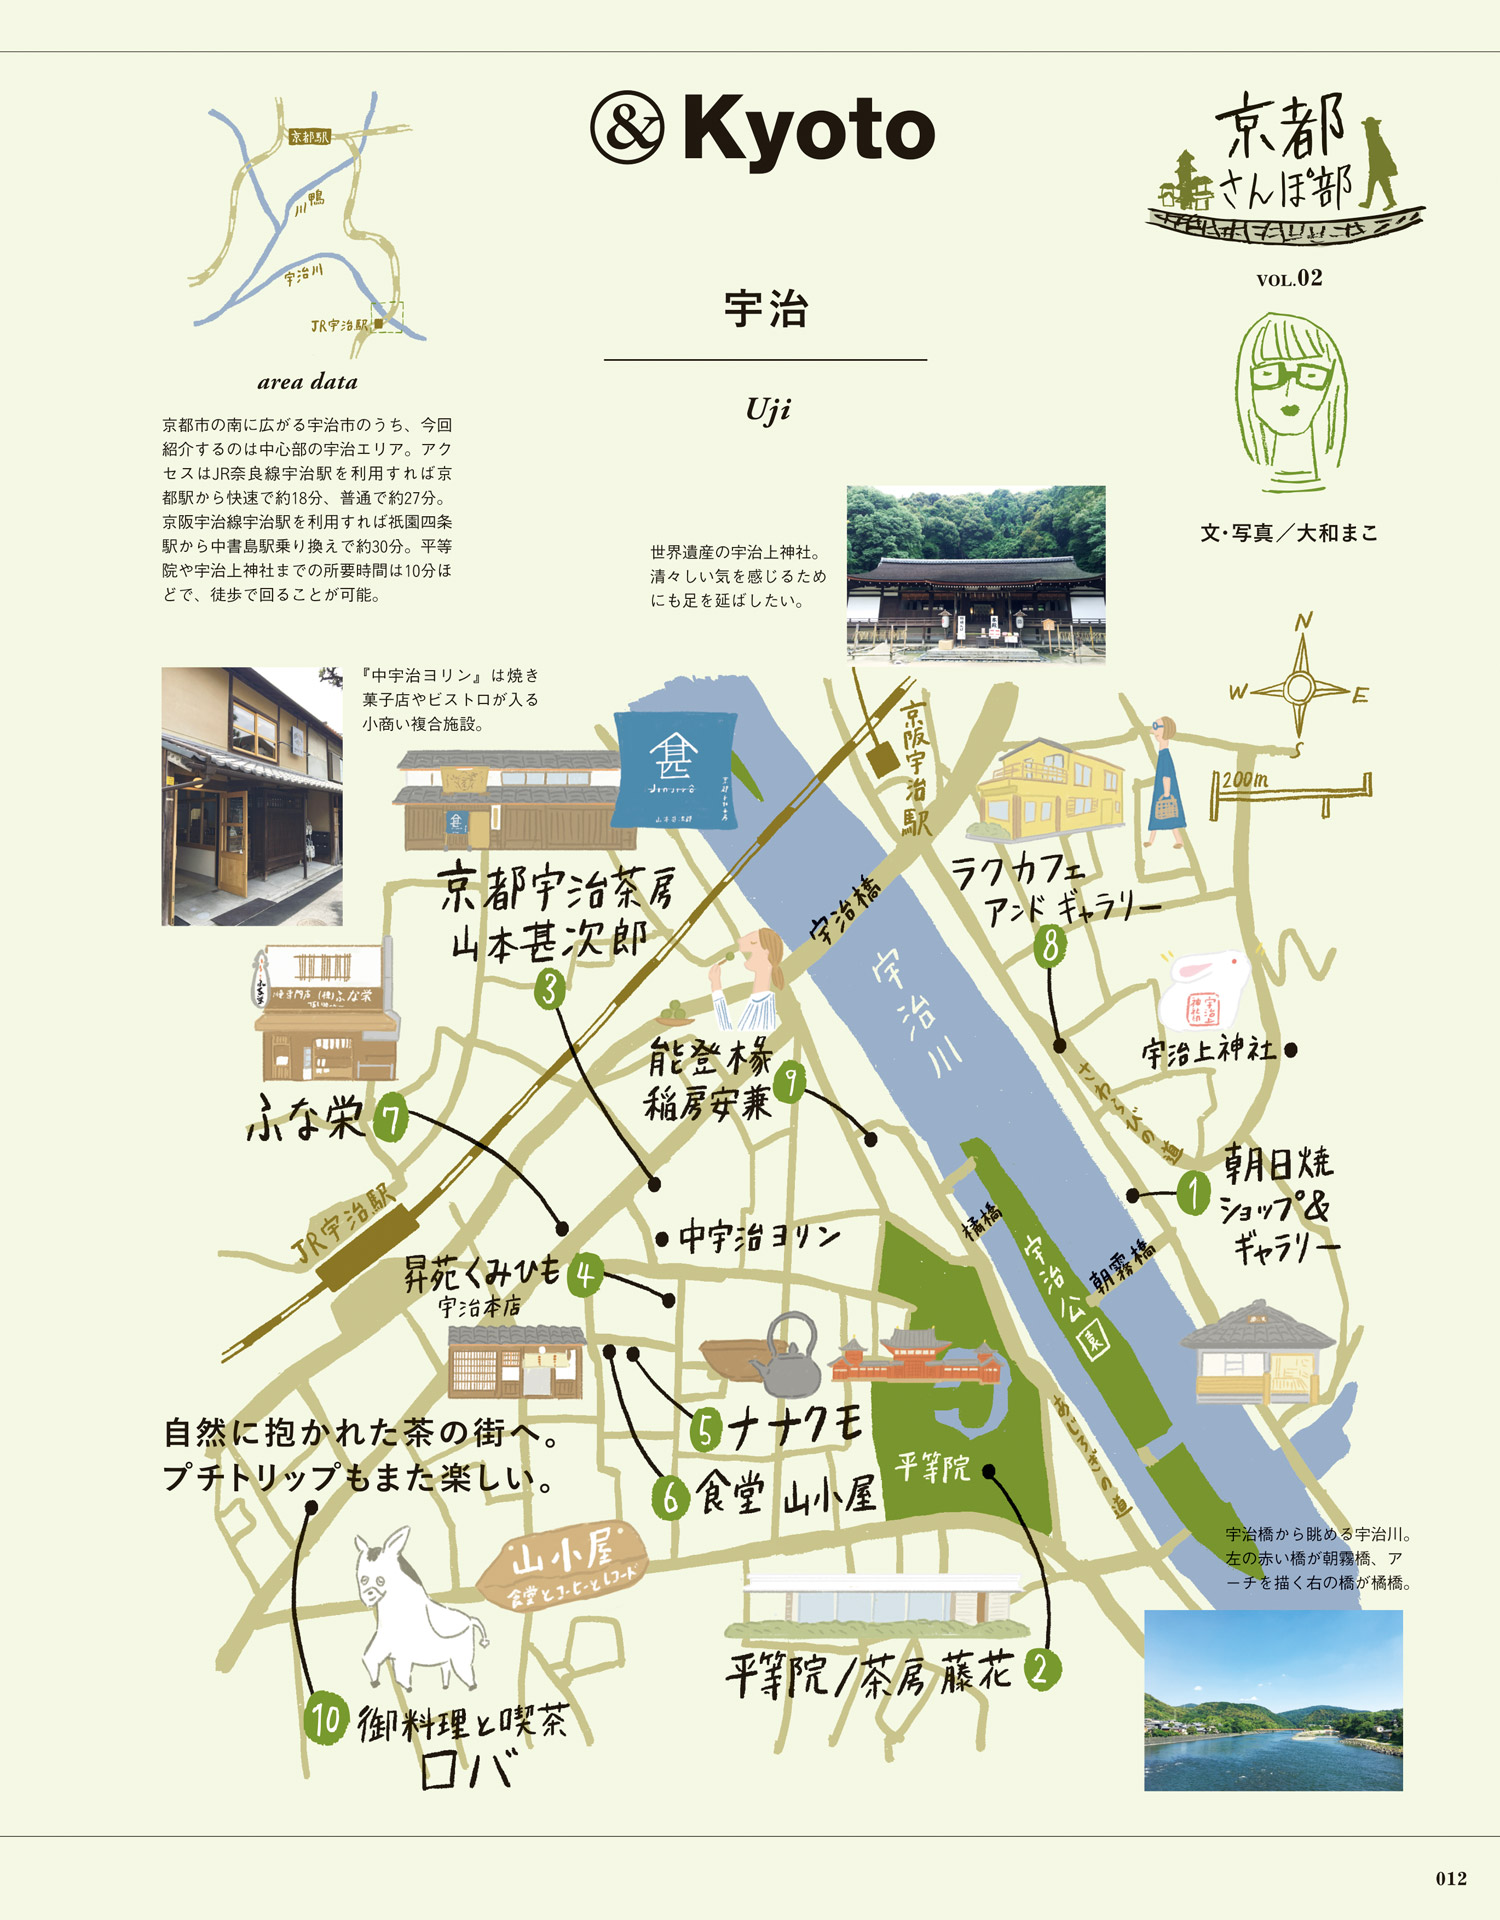 & Kyoto
京都
さんぽ部
VOL.02
文・写真／大和まこ
宇治
Uji
京都駅
鴨川
宇治川
JR宇治駅
area data
京都市の南に広がる宇治市のうち、今回
紹介するのは中心部の宇治エリア。アク
セスはJR奈良線宇治駅を利用すれば京
都駅から快速で約18分、普通で約27分。
京阪宇治線宇治駅を利用すれば祇園四条
駅から中書島駅乗り換えで約30分。平等
院や宇治上神社までの所要時間は10分ほ
どで、徒歩で回ることが可能。
世界遺産の宇治上神社。
清々しい気を感じるため
にも足を延ばしたい。
『中宇治ヨリン』は焼き
菓子店やビストロが入る
小商い複合施設。
N
W
E
S
200m
京阪宇治駅
甚
山本甚次郎
京都宇治茶房
山本甚次郎
3
ラクカフェ
アンド ギャラリー
8
宇治橋
宇治川
ふな栄
7
能登椽
稲房安兼
9
宇治上神社
宇治上神社
さわらびの道
朝日焼
ショップ&
ギャラリー
1
JR宇治駅
中宇治ヨリン
昇苑くみひも
宇治本店
4
橘橋
宇治公園
朝霧橋
あじろぎの道
5 ナナクモ
6 食堂 山小屋
平等院
自然に抱かれた茶の街へ。
プチトリップもまた楽しい。
山小屋
食堂とコーヒーとレコード
平等院/茶房 藤花 2
10 御料理と喫茶
ロバ
宇治橋から眺める宇治川。
左の赤い橋が朝霧橋、ア
ーチを描く右の橋が橘橋。
012